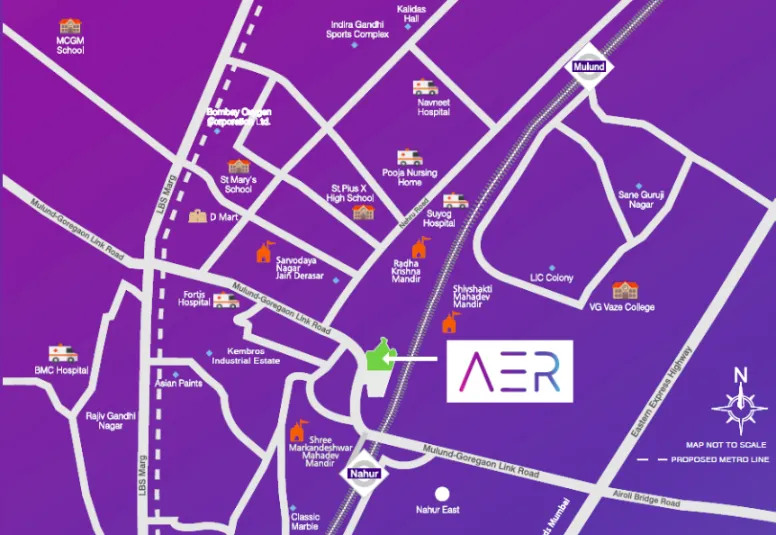 Kalidas
Hall
MCGM
School
Indira Gandhi
Sports Complex
Mulund
Navneet
Hospital
Bombay Oxygen
Corporation Ltd.
Pooja Nursing
Home
St Mary's
School
LBS Marg
St Pius X
High School
Sane Guruji
Nagar
Mulund-Goregaon Link Road
D Mart
Nahru Road
Suyog
Hospital
Sarvodaya
Nagar
Jain Derasar
Radha
Krishna
Mandir
LIC Colony
Shivshakti
Mahadev
Mandir
Fortis
Hospital
Mulund-Goregaon Link Road
VG Vaze College
Kembros
Industrial Estate
AER
BMC Hospital
Asian Paints
Eastern Express Highway
N
Rajiv Gandhi
Nagar
Shree
Markandeshwar
Mahadev
Mandir
MAP NOT TO SCALE
PROPOSED METRO LINE
Mulund-Goregaon Link Road
LBS Marg
Nahur
Airoli Bridge Road
Nahur East
Classic
Marble
ds Mumbai